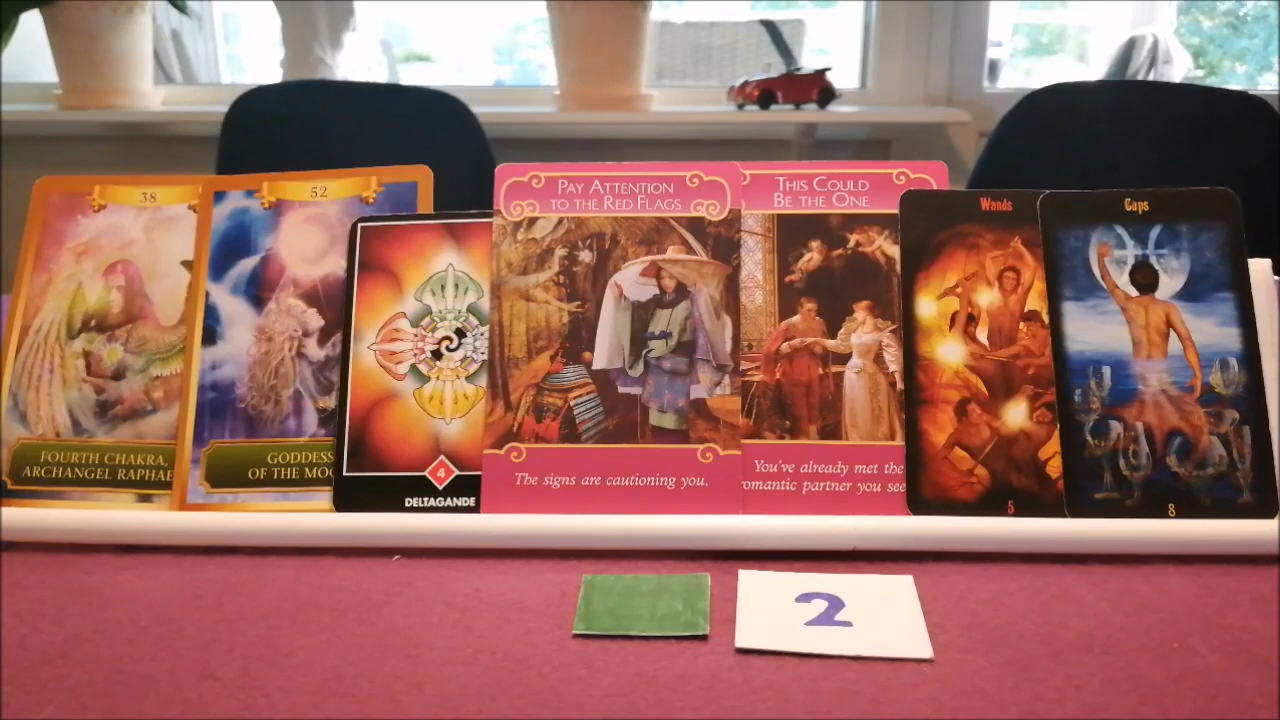 38
FOURTH CHAKRA,
ARCHANGEL RAPHAE
52
GODDESS
OF THE MOO
4
DELTAGANDE
PAY ATTENTION
TO THE RED FLAGS
The signs are cautioning you.
THIS COULD
BE THE ONE
You've already met the
romantic partner you see
Wands
5
Cups
8
2